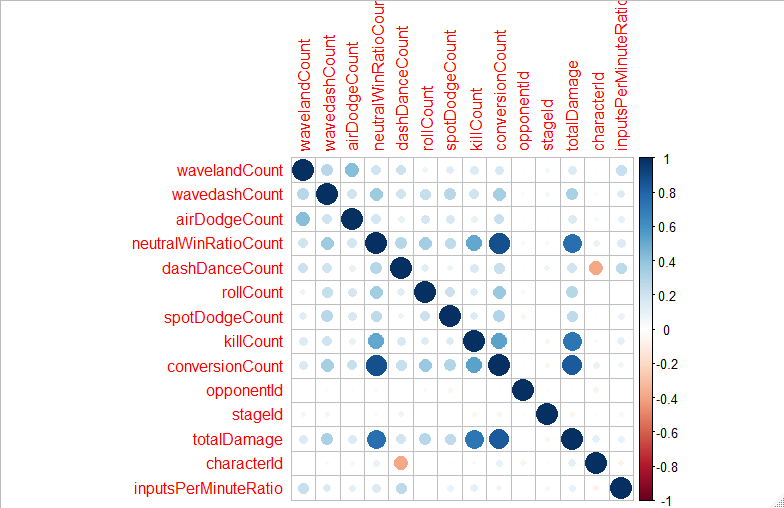 wavelandCount
wavedashCount
airDodgeCount
neutralWinRatioCour
dashDanceCount
rollCount
spotDodgeCount
killCount
conversionCount
opponentId
stageId
totalDamage
characterId
inputsPerMinuteRatio
wavelandCount
wavedashCount
airDodgeCount
neutralWinRatioCount
dashDanceCount
rollCount
spotDodgeCount
killCount
conversionCount
opponentId
stageId
totalDamage
characterId
inputsPerMinuteRatio
1
0.8
0.6
0.4
0.2
0
-0.2
-0.4
-0.6
-0.8
-1